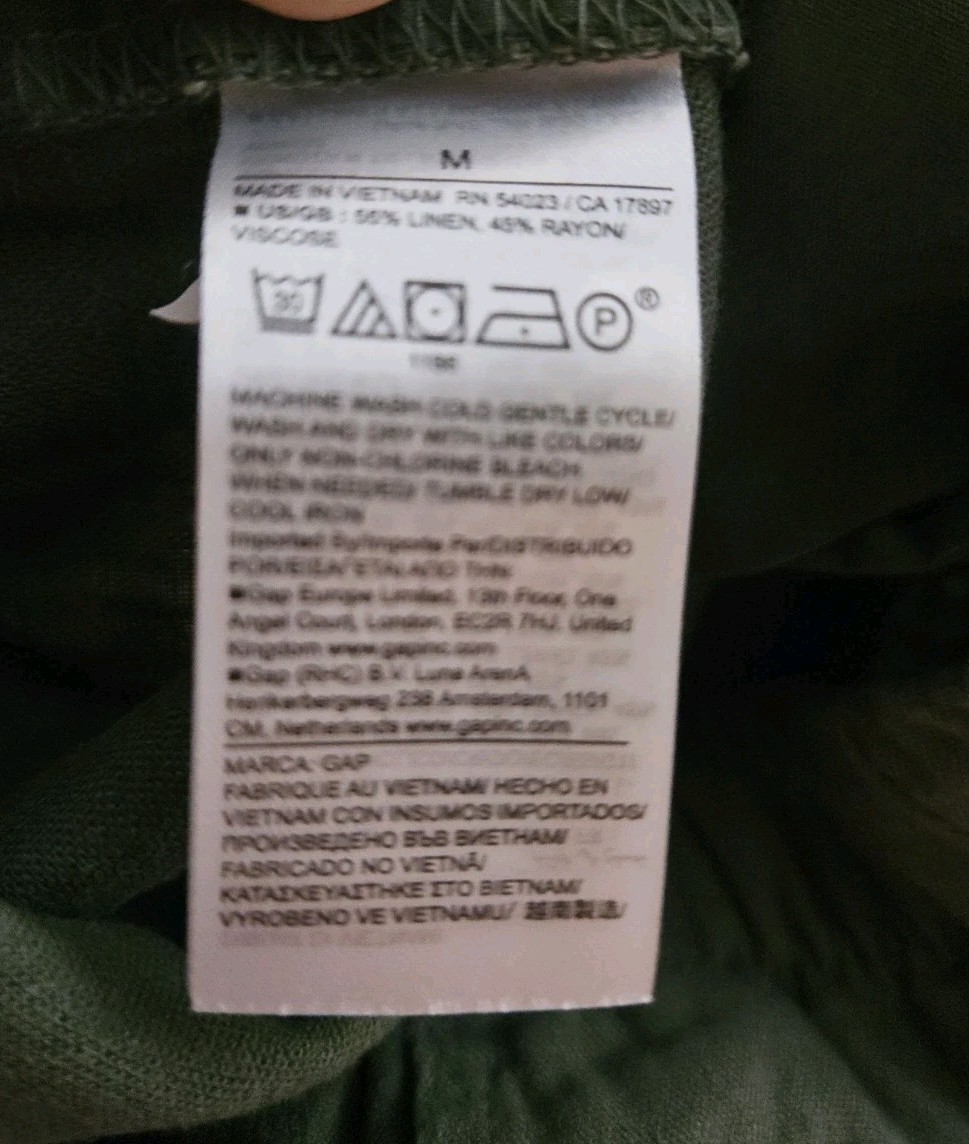 M
MADE IN VIETNAM RN 54023 / CA 17897
■ US/GB : 55% LINEN, 45% RAYON/
VISCOSE
30
P ®
MACHINE WASH COLD GENTLE CYCLE/
WASH AND DRY WITH LIKE COLORS/
ONLY NON-CHLORINE BLEACH
WHEN NEEDED/ TUMBLE DRY LOW/
COOL IRON
Imported By/Importe Par/DISTRIBUIDO
■Gap Europe Limited, 13th Floor, One
Angel Court, London, EC2R 7HJ, United
Kingdom www.gapinc.com
■Gap (RHC) B.V. Luna ArenA
Herikerbergweg 238 Amsterdam, 1101
CM, Netherlands www.gapinc.com
MARCA: GAP
FABRIQUE AU VIETNAM/ HECHO EN
VIETNAM CON INSUMOS IMPORTADOS/
ПРОИЗВЕДЕНО ВЪВ ВИЕТНАМ/
FABRICADO NO VIETNÃ/
ΚΑΤΑΣΚΕΥΑΣΤΗΚΕ ΣΤΟ ΒΙΕΤΝΑΜ/
VYROBENO VE VIETNAMU/ 越南製造/